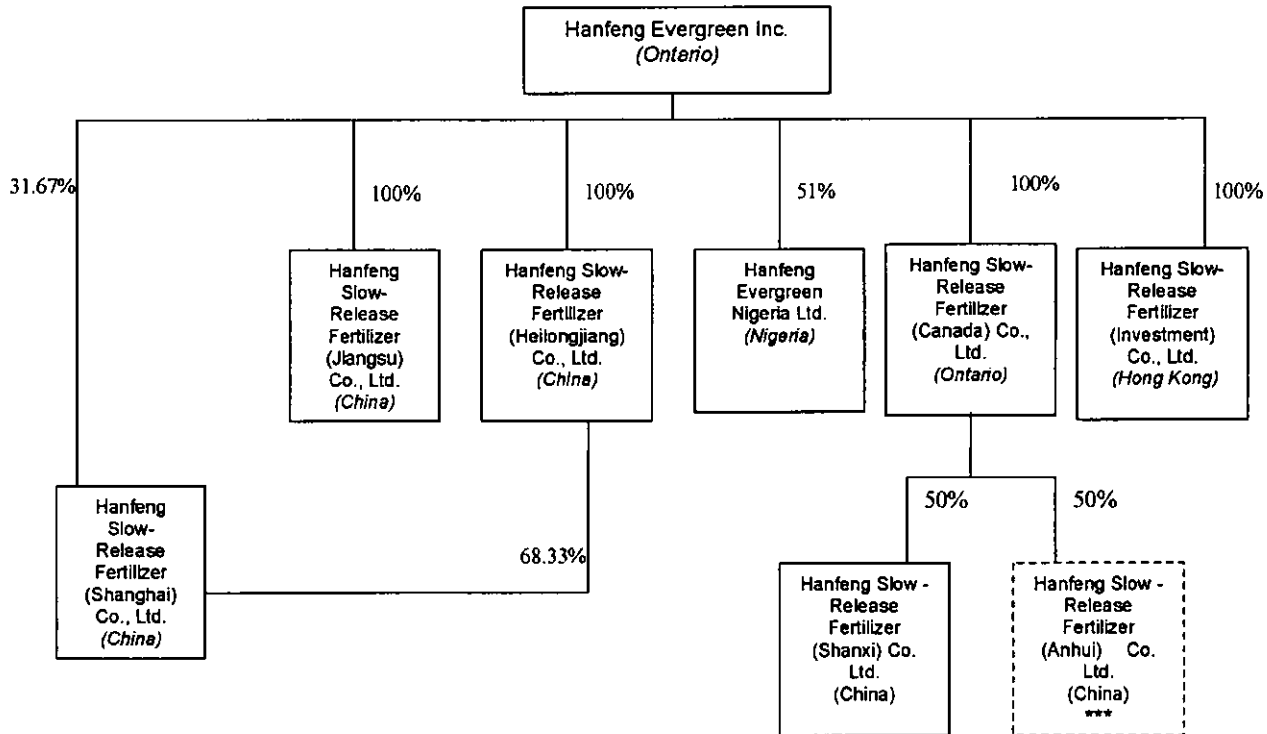 Hanfeng Evergreen Inc.
(Ontario)
31.67%
100%
100%
51%
100%
100%
Hanfeng
Slow-
Release
Fertilizer
(Jiangsu)
Co., Ltd.
(China)
Hanfeng Slow-
Release
Fertilizer
(Heilongjiang)
Co., Ltd.
(China)
Hanfeng
Evergreen
Nigeria Ltd.
(Nigeria)
Hanfeng Slow-
Release
Fertilizer
(Canada) Co.,
Ltd.
(Ontario)
Hanfeng Slow-
Release
Fertilizer
(Investment)
Co., Ltd.
(Hong Kong)
Hanfeng
Slow-
Release
Fertilizer
(Shanghai)
Co., Ltd.
(China)
68.33%
50%
50%
Hanfeng Slow -
Release
Fertilizer
(Shanxi) Co.
Ltd.
(China)
Hanfeng Slow -
Release
Fertilizer
(Anhui) Co.
Ltd.
(China)
***